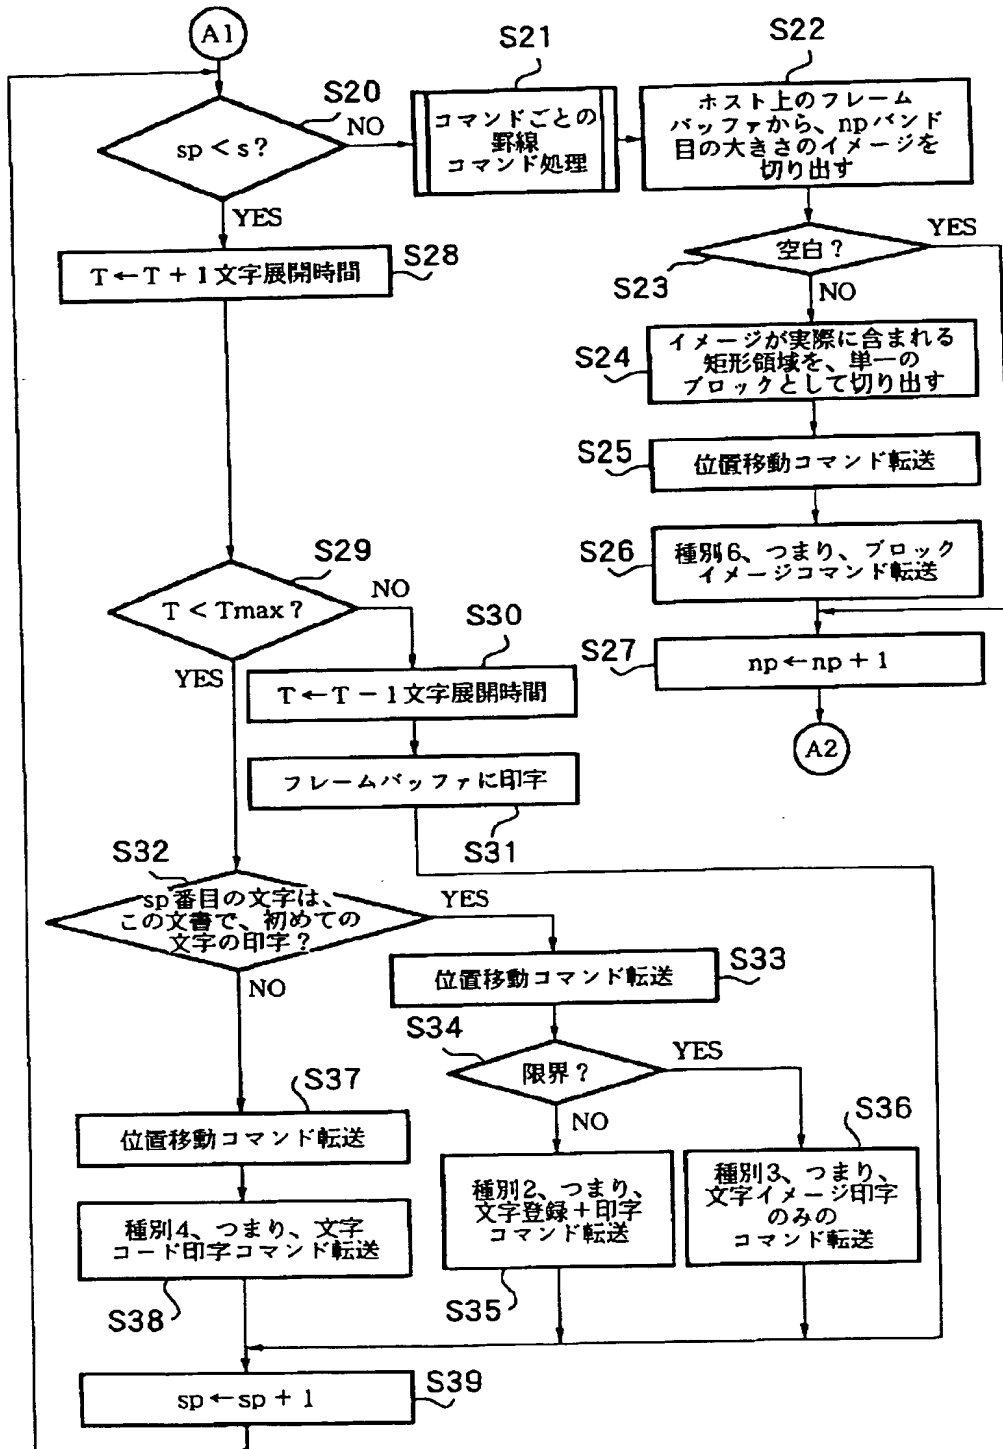 A1
S20
sp < s ?
NO
YES
S21
コマンドごとの
罫線
コマンド処理
S22
ホスト上のフレーム
バッファから、npバンド
目の大きさのイメージを
切り出す
S23
空白？
YES
NO
S24
イメージが実際に含まれる
矩形領域を、単一の
ブロックとして切り出す
S25
位置移動コマンド転送
S26
種別6、つまり、ブロック
イメージコマンド転送
S27
np←np + 1
A2
S28
T←T + 1文字展開時間
S29
T < Tmax ?
NO
YES
S30
T←T − 1文字展開時間
フレームバッファに印字
S31
S32
sp番目の文字は、
この文書で、初めての
文字の印字？
YES
NO
S33
位置移動コマンド転送
S34
限界？
YES
NO
S35
種別2、つまり、
文字登録＋印字
コマンド転送
S36
種別3、つまり、
文字イメージ印字
のみの
コマンド転送
S37
位置移動コマンド転送
種別4、つまり、文字
コード印字コマンド転送
S38
S39
sp←sp + 1